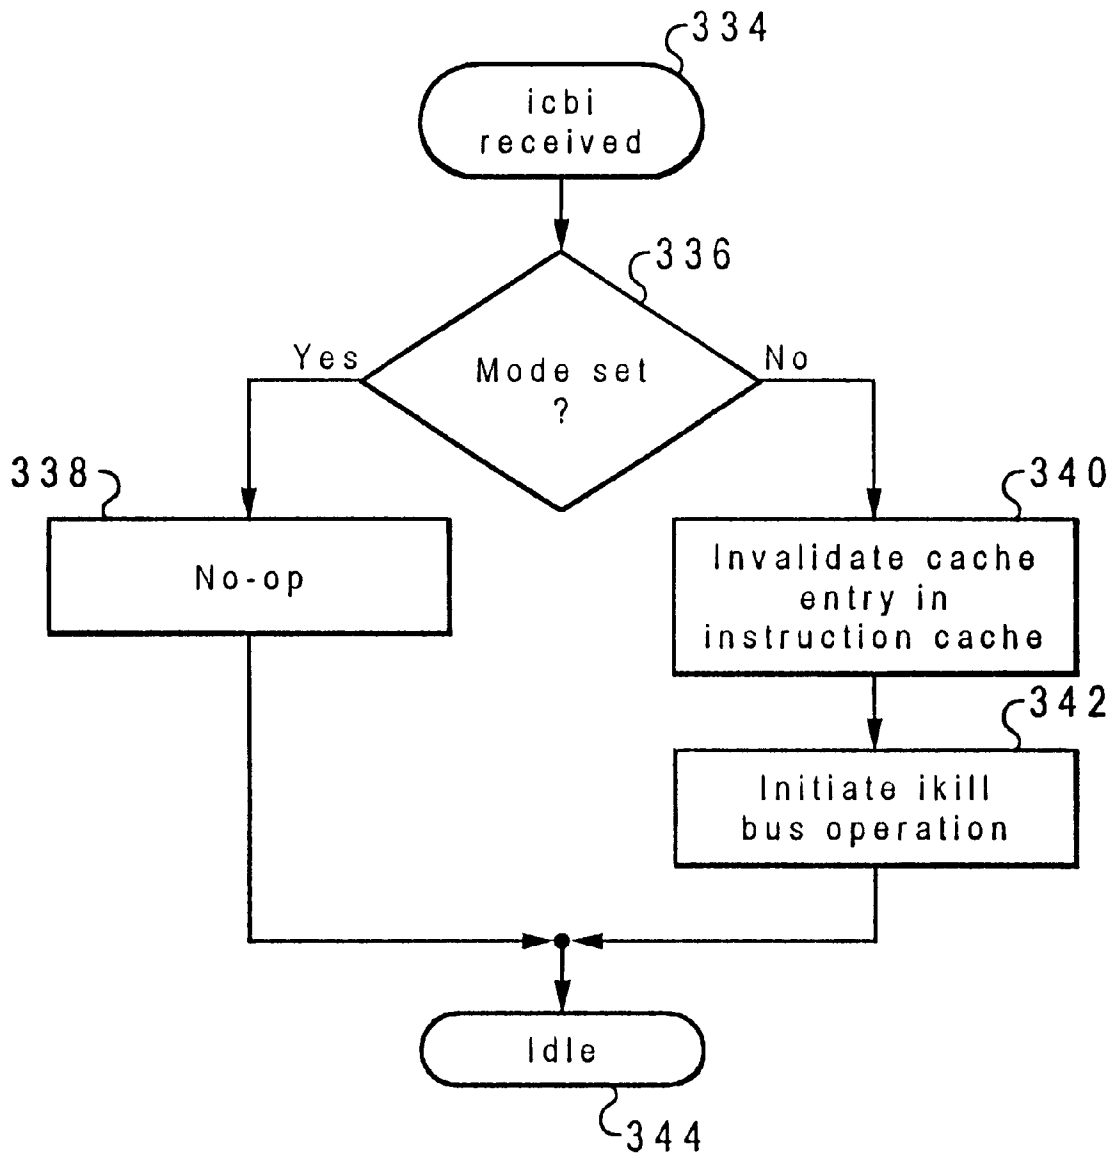 334
icbi
received
336
Mode set
?
Yes
No
338
No-op
340
Invalidate cache
entry in
instruction cache
342
Initiate ikill
bus operation
Idle
344